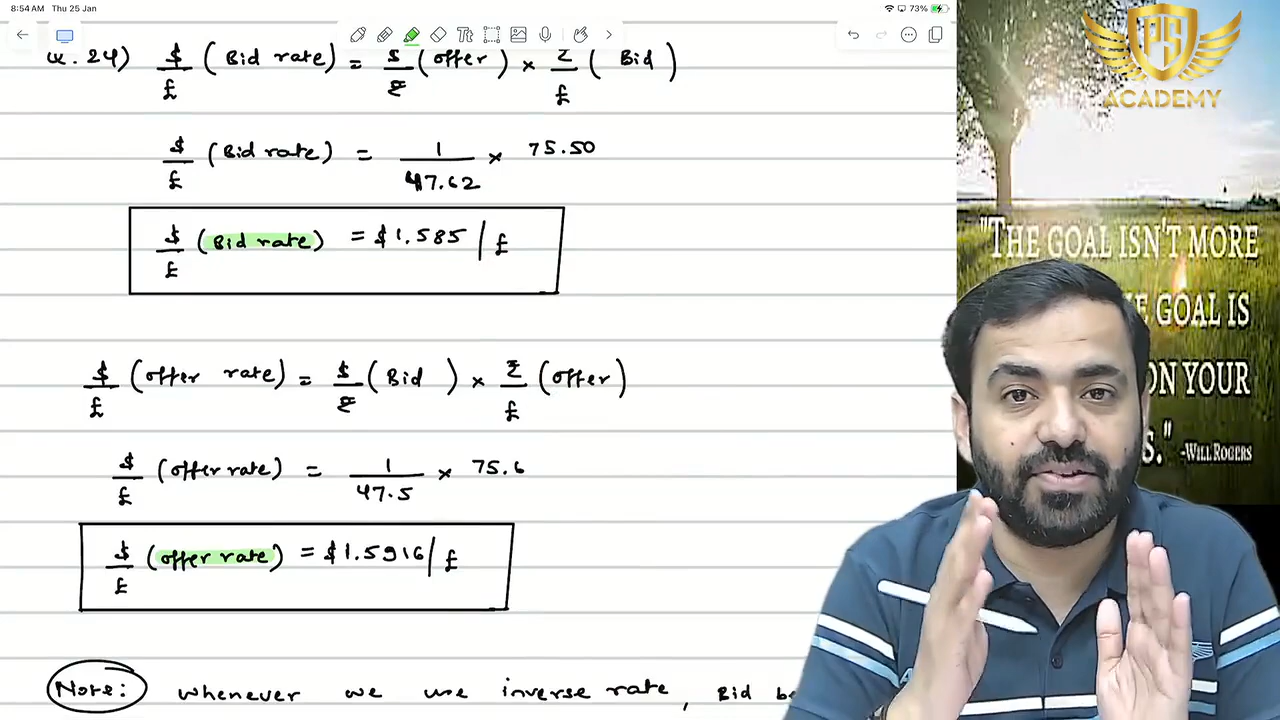 8:54 AM Thu 25 Jan
73%
PS
ACADEMY
24) $/£ (Bid rate) = $/₹ (offer) × ₹/£ (Bid)
$/£ (Bid rate) = 1/47.62 × 75.50
$/£ (Bid rate) = $1.585/£
$/£ (offer rate) = $/₹ (Bid) × ₹/£ (offer)
$/£ (offer rate) = 1/47.5 × 75.6
$/£ (offer rate) = $1.5916/£
Note: whenever we use inverse rate, Bid
"THE GOAL ISN'T MORE
GOAL IS
ON YOUR
." -WILL ROGERS